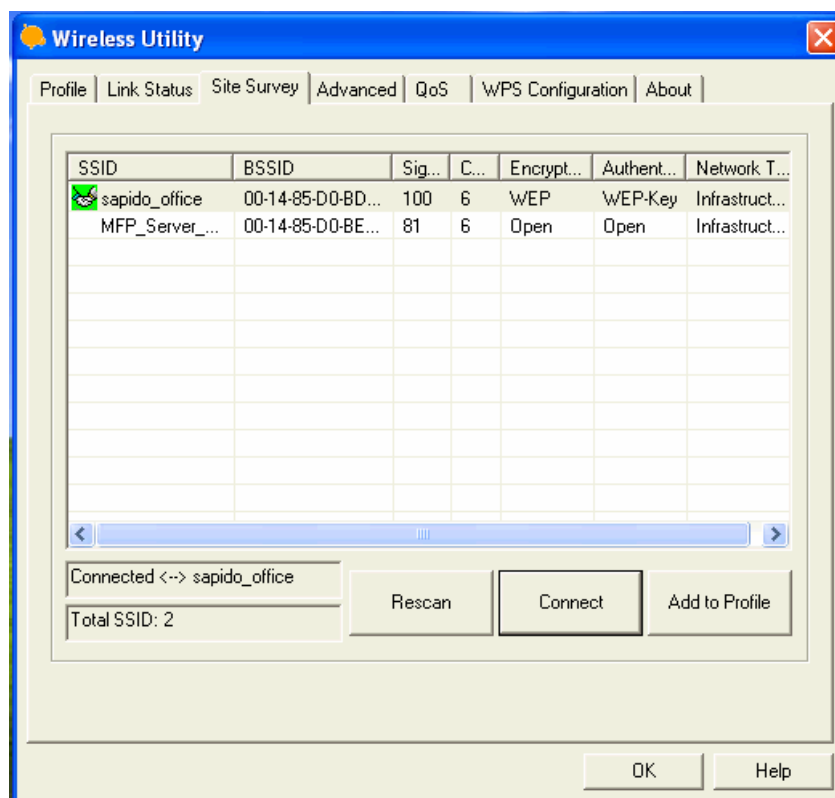 Wireless Utility
Profile Link Status Site Survey Advanced QoS WPS Configuration About
SSID BSSID Sig... C... Encrypt... Authent... Network T...
sapido_office 00-14-85-D0-BD... 100 6 WEP WEP-Key Infrastruct...
MFP_Server_... 00-14-85-D0-BE... 81 6 Open Open Infrastruct...
Connected <--> sapido_office
Total SSID: 2
Rescan Connect Add to Profile
OK Help